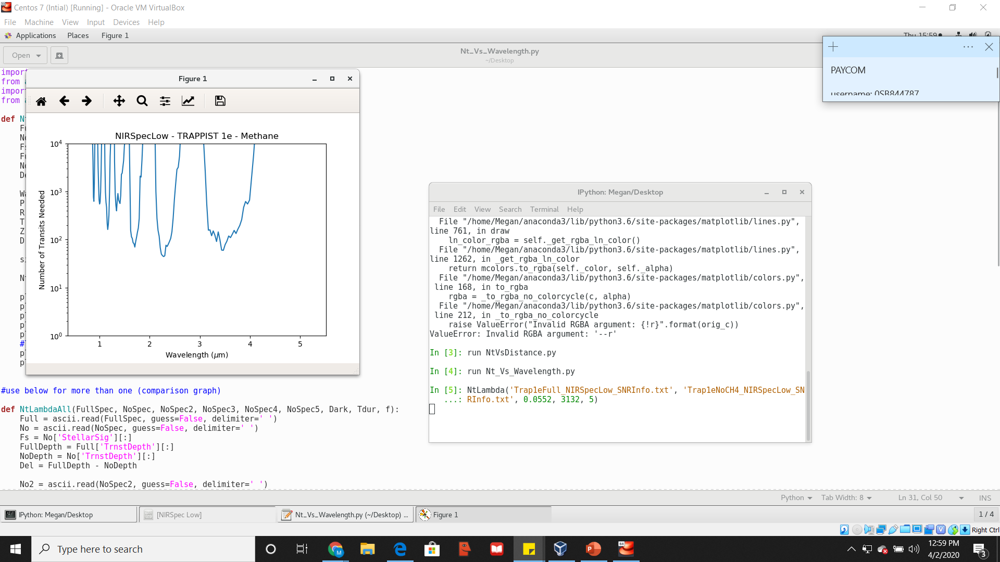 Centos 7 (Intial) [Running] - Oracle VM VirtualBox
File Machine View Input Devices Help
Applications Places Figure 1
Thu 15:59
Open
Nt_Vs_Wavelength.py
~/Desktop
PAYCOM
username: 0SB844787
import
from
import
from
def
Figure 1
NIRSpecLow - TRAPPIST 1e - Methane
Number of Transits Needed
10^4
10^3
10^2
10^1
10^0
1 2 3 4 5
Wavelength (μm)
#use below for more than one (comparison graph)
def NtLambdaAll(FullSpec, NoSpec, NoSpec2, NoSpec3, NoSpec4, NoSpec5, Dark, Tdur, f):
    Full = ascii.read(FullSpec, guess=False, delimiter=' ')
    No = ascii.read(NoSpec, guess=False, delimiter=' ')
    Fs = No['StellarSig'][:]
    FullDepth = Full['TrnstDepth'][:]
    NoDepth = No['TrnstDepth'][:]
    Del = FullDepth - NoDepth
    No2 = ascii.read(NoSpec2, guess=False, delimiter=' ')
IPython: Megan/Desktop
File Edit View Search Terminal Help
  File "/home/Megan/anaconda3/lib/python3.6/site-packages/matplotlib/lines.py",
line 761, in draw
    ln_color_rgba = self._get_rgba_ln_color()
  File "/home/Megan/anaconda3/lib/python3.6/site-packages/matplotlib/lines.py",
line 1262, in _get_rgba_ln_color
    return mcolors.to_rgba(self._color, self._alpha)
  File "/home/Megan/anaconda3/lib/python3.6/site-packages/matplotlib/colors.py",
 line 168, in to_rgba
    rgba = _to_rgba_no_colorcycle(c, alpha)
  File "/home/Megan/anaconda3/lib/python3.6/site-packages/matplotlib/colors.py",
 line 212, in _to_rgba_no_colorcycle
    raise ValueError("Invalid RGBA argument: {!r}".format(orig_c))
ValueError: Invalid RGBA argument: '--r'
In [3]: run NtVsDistance.py
In [4]: run Nt_Vs_Wavelength.py
In [5]: NtLambda('Trap1eFull_NIRSpecLow_SNRInfo.txt', 'Trap1eNoCH4_NIRSpecLow_SN
   ...: RInfo.txt', 0.0552, 3132, 5)
Python Tab Width: 8 Ln 31, Col 50 INS
IPython: Megan/Desktop
[NIRSpec Low]
Nt_Vs_Wavelength.py (~/Desktop) ...
Figure 1
1 / 4
Right Ctrl
Type here to search
12:59 PM
4/2/2020
3